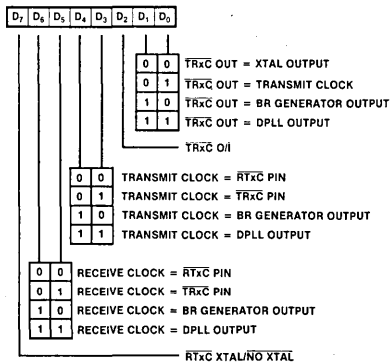 D7 D6 D5 D4 D3 D2 D1 D0
0 0 TRxC OUT = XTAL OUTPUT
0 1 TRxC OUT = TRANSMIT CLOCK
1 0 TRxC OUT = BR GENERATOR OUTPUT
1 1 TRxC OUT = DPLL OUTPUT
TRxC O/I
0 0 TRANSMIT CLOCK = RTxC PIN
0 1 TRANSMIT CLOCK = TRxC PIN
1 0 TRANSMIT CLOCK = BR GENERATOR OUTPUT
1 1 TRANSMIT CLOCK = DPLL OUTPUT
0 0 RECEIVE CLOCK = RTxC PIN
0 1 RECEIVE CLOCK = TRxC PIN
1 0 RECEIVE CLOCK = BR GENERATOR OUTPUT
1 1 RECEIVE CLOCK = DPLL OUTPUT
RTxC XTAL/NO XTAL